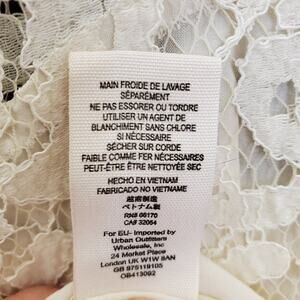 MAIN FROIDE DE LAVAGE
SÉPARÉMENT
NE PAS ESSORER OU TORDRE
UTILISER UN AGENT DE
BLANCHIMENT SANS CHLORE
SI NÉCESSAIRES
SÉCHER SUR CORDE
FAIBLE COMME FER NÉCESSAIRES
PEUT-ÊTRE ÊTRE NETTOYÉE SEC
HECHO EN VIETNAM
FABRICADO NO VIETNAME
越南製造
ベトナム製
RN# 66170
CA# 32064
For EU- Imported by
Urban Outfitters
Wholesale, Inc
24 Market Place
London UK W1W 8AN
GB 975119105
OB413092